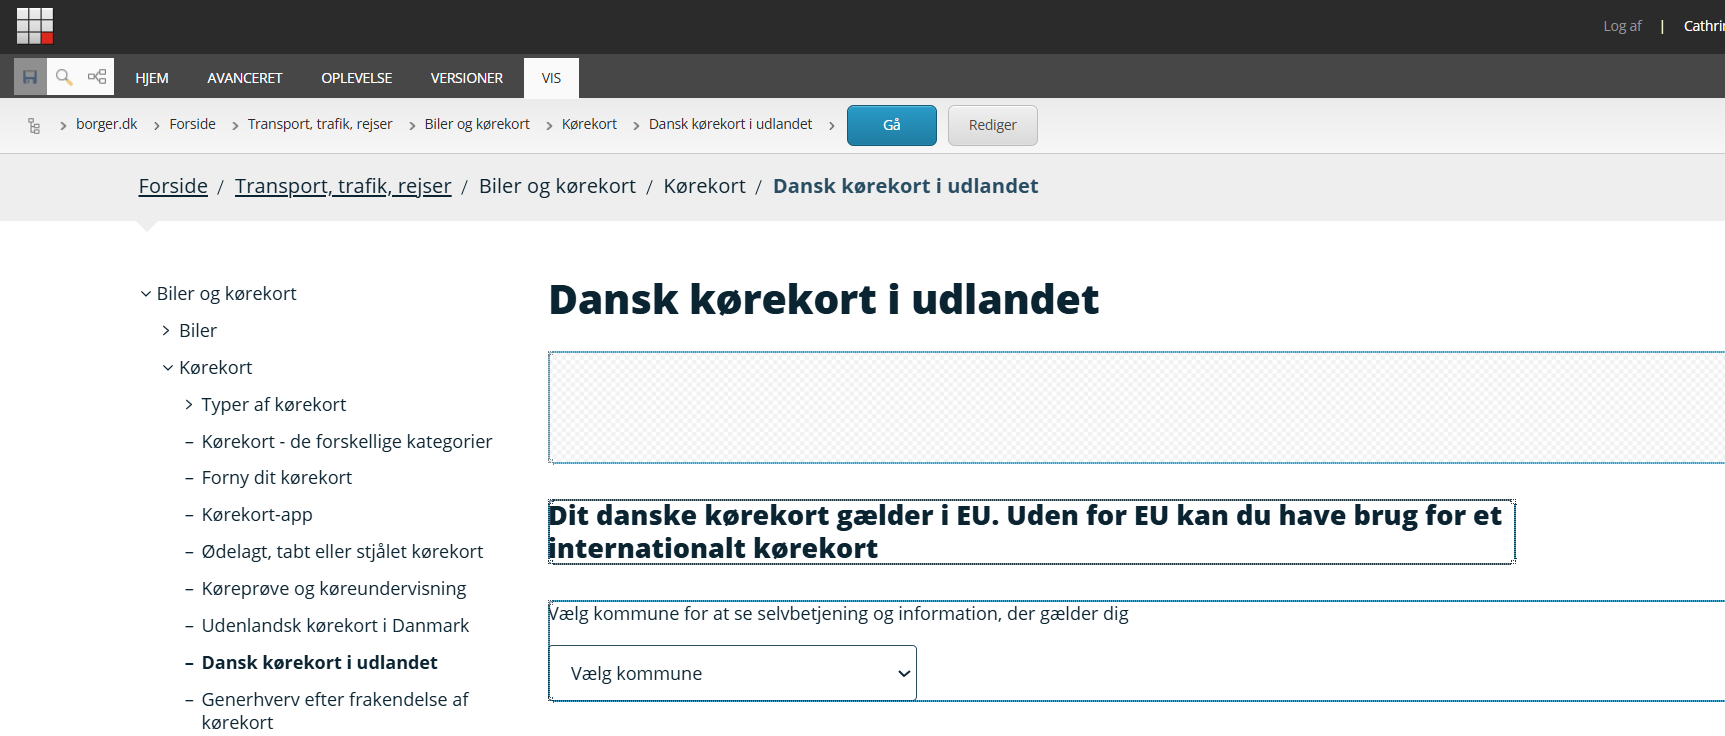 Log af | Cathri
HJEM AVANCERET OPLEVELSE VERSIONER VIS
borger.dk > Forside > Transport, trafik, rejser > Biler og kørekort > Kørekort > Dansk kørekort i udlandet > Gå Rediger
Forside / Transport, trafik, rejser / Biler og kørekort / Kørekort / Dansk kørekort i udlandet
Biler og kørekort
Biler
Kørekort
Typer af kørekort
– Kørekort - de forskellige kategorier
– Forny dit kørekort
– Kørekort-app
– Ødelagt, tabt eller stjålet kørekort
– Køreprøve og køreundervisning
– Udenlandsk kørekort i Danmark
– Dansk kørekort i udlandet
– Generhverv efter frakendelse af
kørekort
Dansk kørekort i udlandet
Dit danske kørekort gælder i EU. Uden for EU kan du have brug for et
internationalt kørekort
Vælg kommune for at se selvbetjening og information, der gælder dig
Vælg kommune